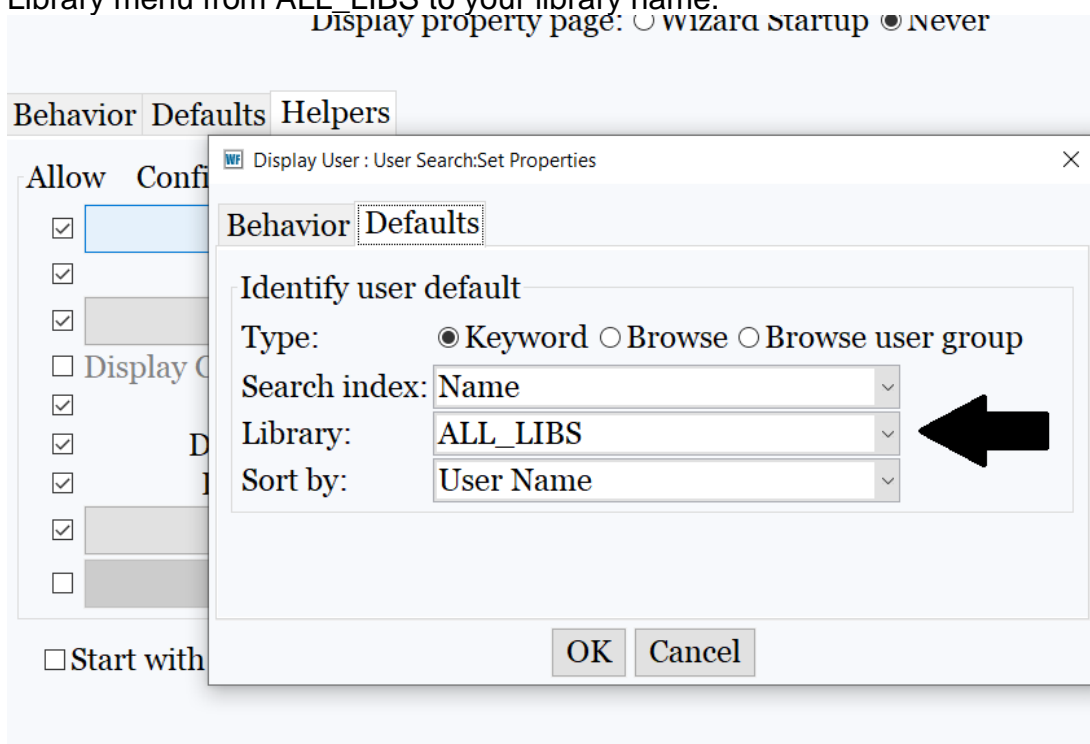 Library menu from ALL_LIBS to your library name.
Display property page: Wizard Startup Never
Behavior Defaults Helpers
WF Display User : User Search:Set Properties
Allow
Behavior Defaults
Identify user default
Type: Keyword Browse Browse user group
Display
Search index: Name
Library: ALL_LIBS
D
Sort by: User Name
OK Cancel
Start with